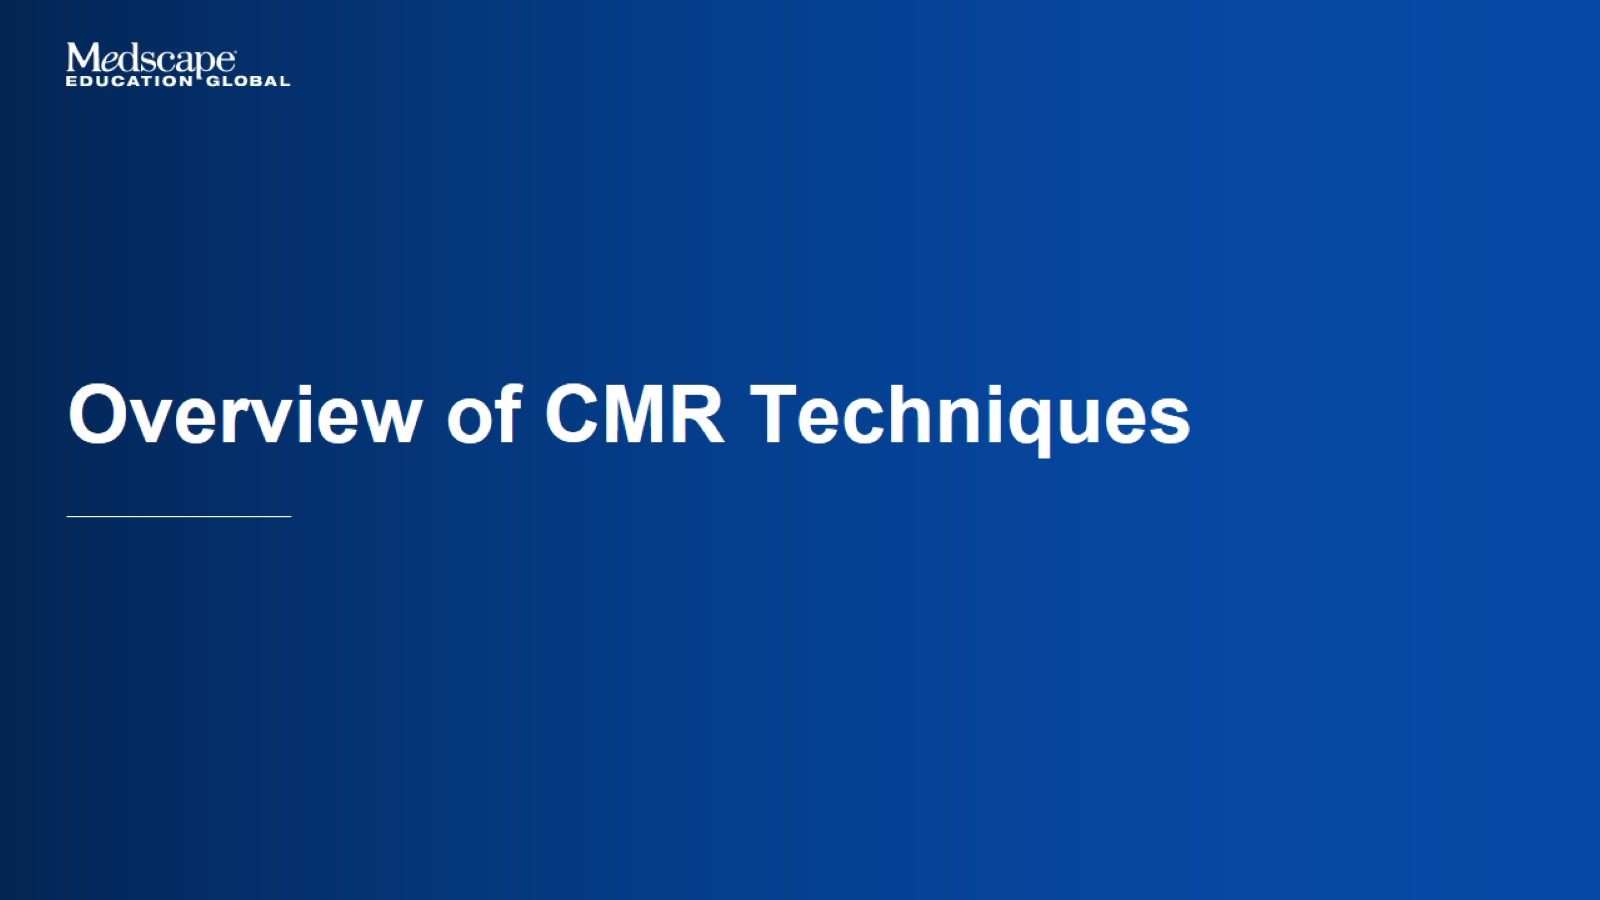 Medscape
EDUCATION GLOBAL
Overview of CMR Techniques